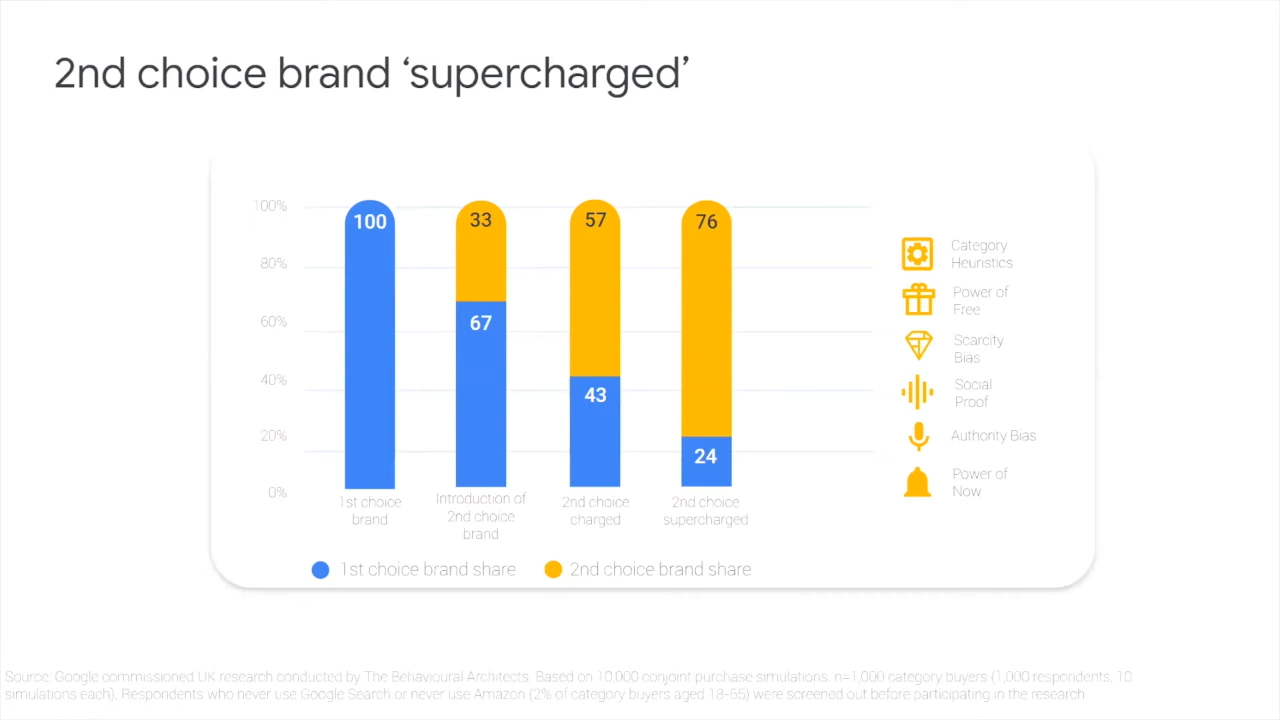 2nd choice brand ‘supercharged’
100%
80%
60%
40%
20%
0%
100
33
67
57
43
76
24
1st choice
brand
Introduction of
2nd choice
brand
2nd choice
charged
2nd choice
supercharged
1st choice brand share
2nd choice brand share
Category
Heuristics
Power of
Free
Scarcity
Bias
Social
Proof
Authority Bias
Power of
Now
Source: Google commissioned UK research conducted by The Behavioural Architects. Based on 10,000 conjoint purchase simulations. n=1,000 category buyers (1,000 respondents, 10
simulations each). Respondents who never use Google Search or never use Amazon (2% of category buyers aged 18-65) were screened out before participating in the research